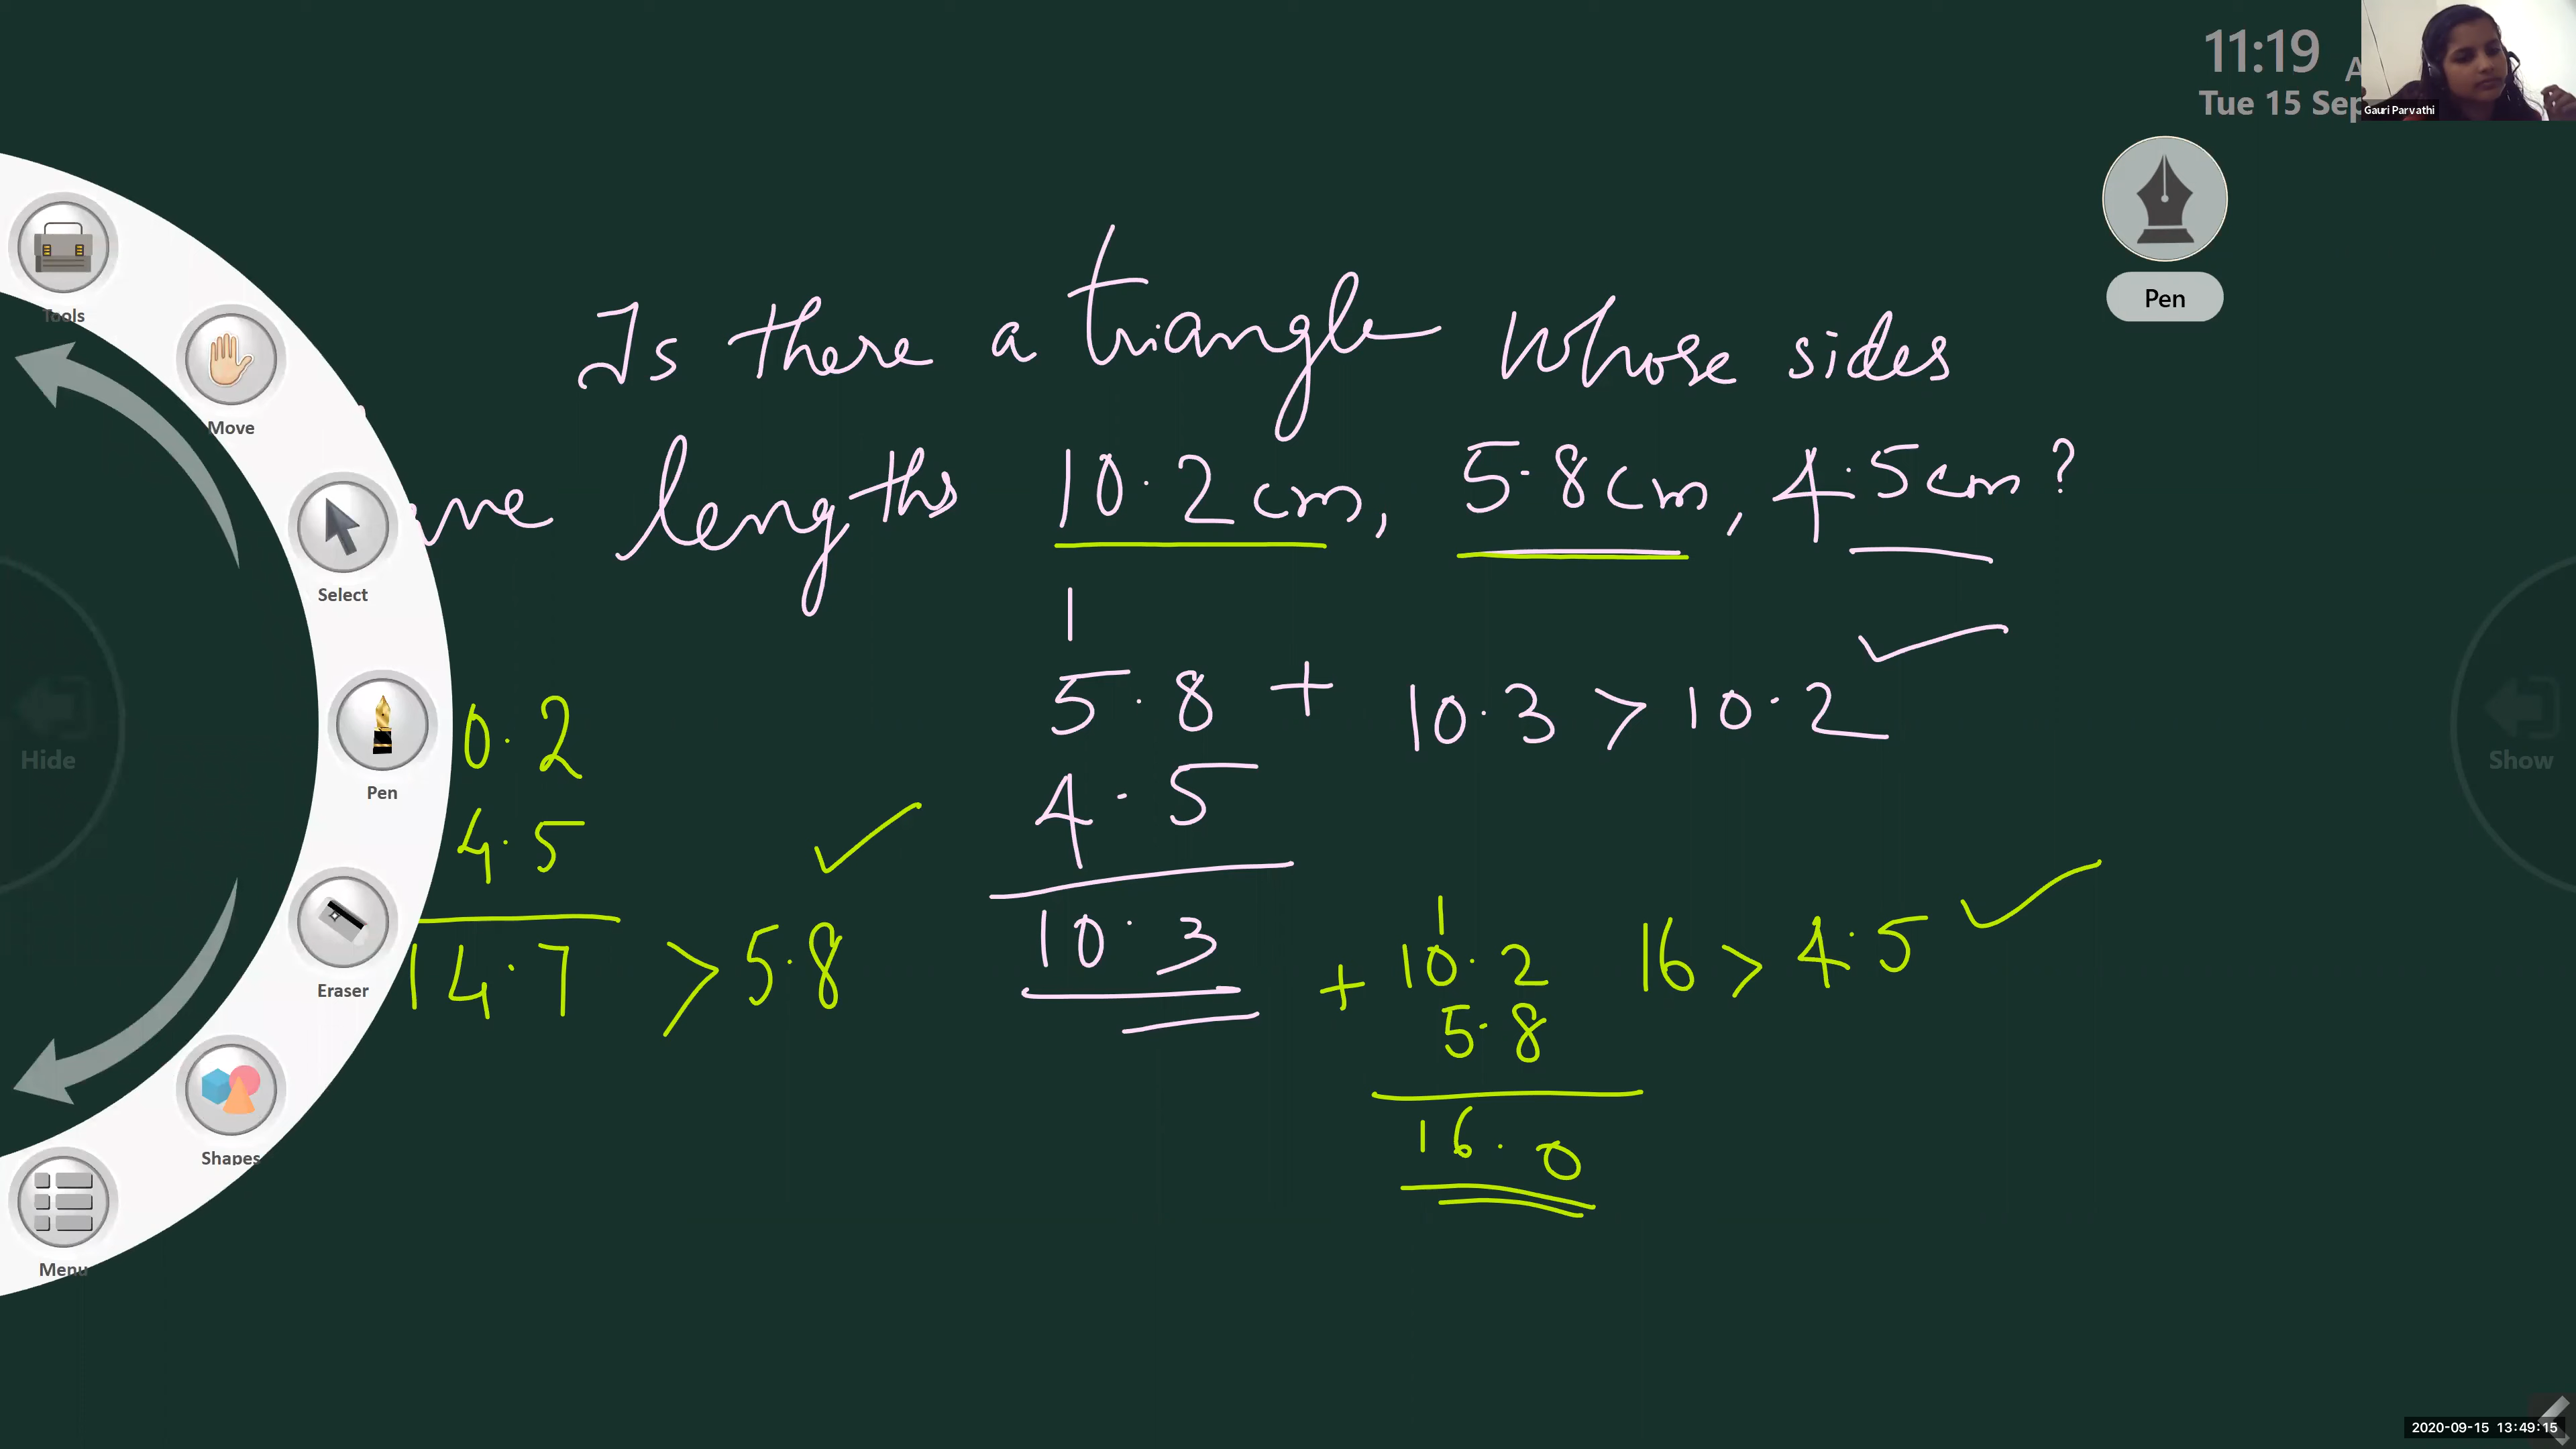 11:19
Tue 15 Sep
Gauri Parvathi
Pen
Tools
Move
Select
Pen
Eraser
Shapes
Menu
Hide
Show
Is there a triangle whose sides
lengths 10.2 cm, 5.8 cm, 4.5 cm ?
1
5.8 + 10.3 > 10.2 ✓
4.5
10.3
0.2
4.5
14.7 > 5.8 ✓
1
+ 10.2 16 > 4.5 ✓
5.8
16.0
2020-09-15 13:49:15